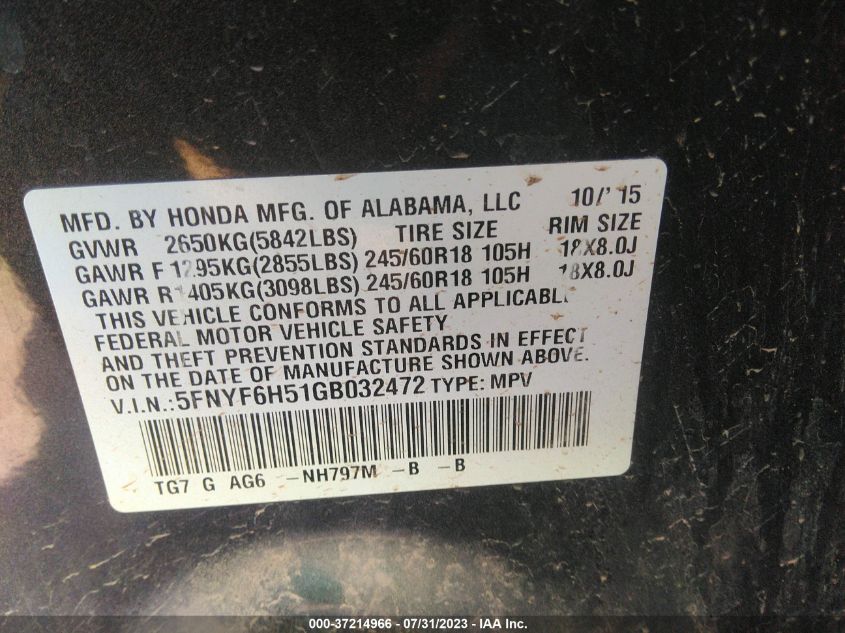 MFD. BY HONDA MFG. OF ALABAMA, LLC 10/' 15
GVWR 2650KG(5842LBS) TIRE SIZE RIM SIZE
GAWR F 1295KG(2855LBS) 245/60R18 105H 18X8.0J
GAWR R1405KG(3098LBS) 245/60R18 105H 18X8.0J
THIS VEHICLE CONFORMS TO ALL APPLICABLE
FEDERAL MOTOR VEHICLE SAFETY
AND THEFT PREVENTION STANDARDS IN EFFECT
ON THE DATE OF MANUFACTURE SHOWN ABOVE.
V.I.N.:5FNYF6H51GB032472 TYPE: MPV
TG7 G AG6 -NH797M -B -B
000-37214966 - 07/31/2023 - IAA Inc.